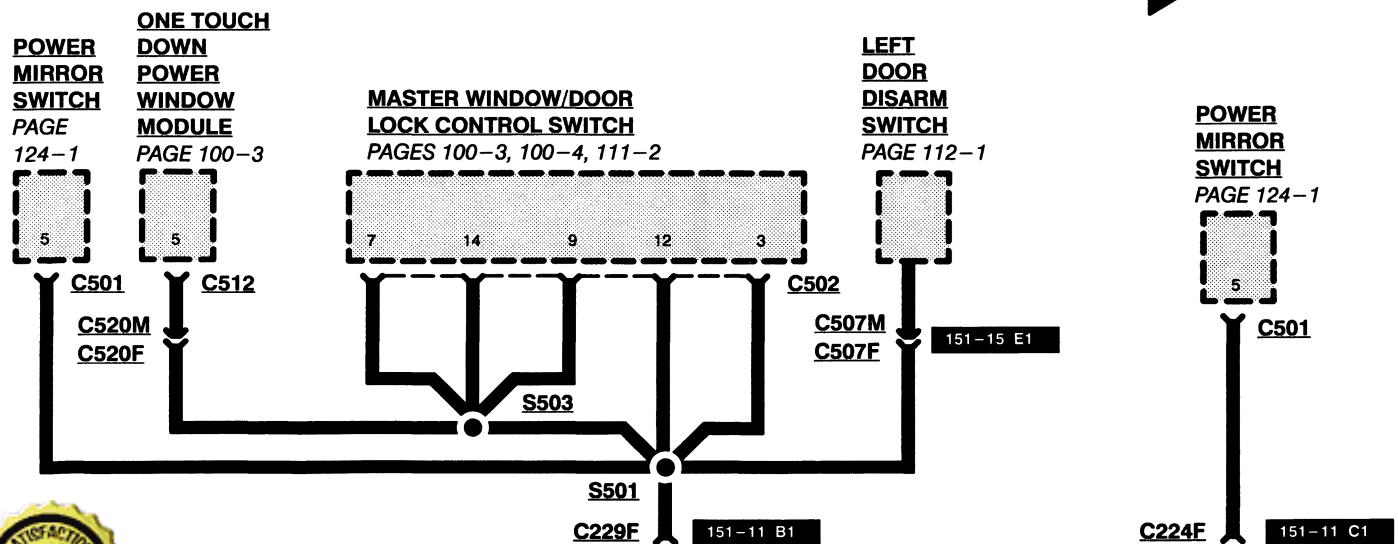 ONE TOUCH
DOWN
POWER
WINDOW
MODULE
PAGE 100-3
POWER
MIRROR
SWITCH
PAGE
124-1
MASTER WINDOW/DOOR
LOCK CONTROL SWITCH
PAGES 100-3, 100-4, 111-2
LEFT
DOOR
DISARM
SWITCH
PAGE 112-1
POWER
MIRROR
SWITCH
PAGE 124-1
5
5
7 14 9 12 3
5
C501
C512
C502
C501
C520M
C520F
C507M
C507F
151-15 E1
S503
S501
C229F
151-11 B1
C224F
151-11 C1
SATISFACTION